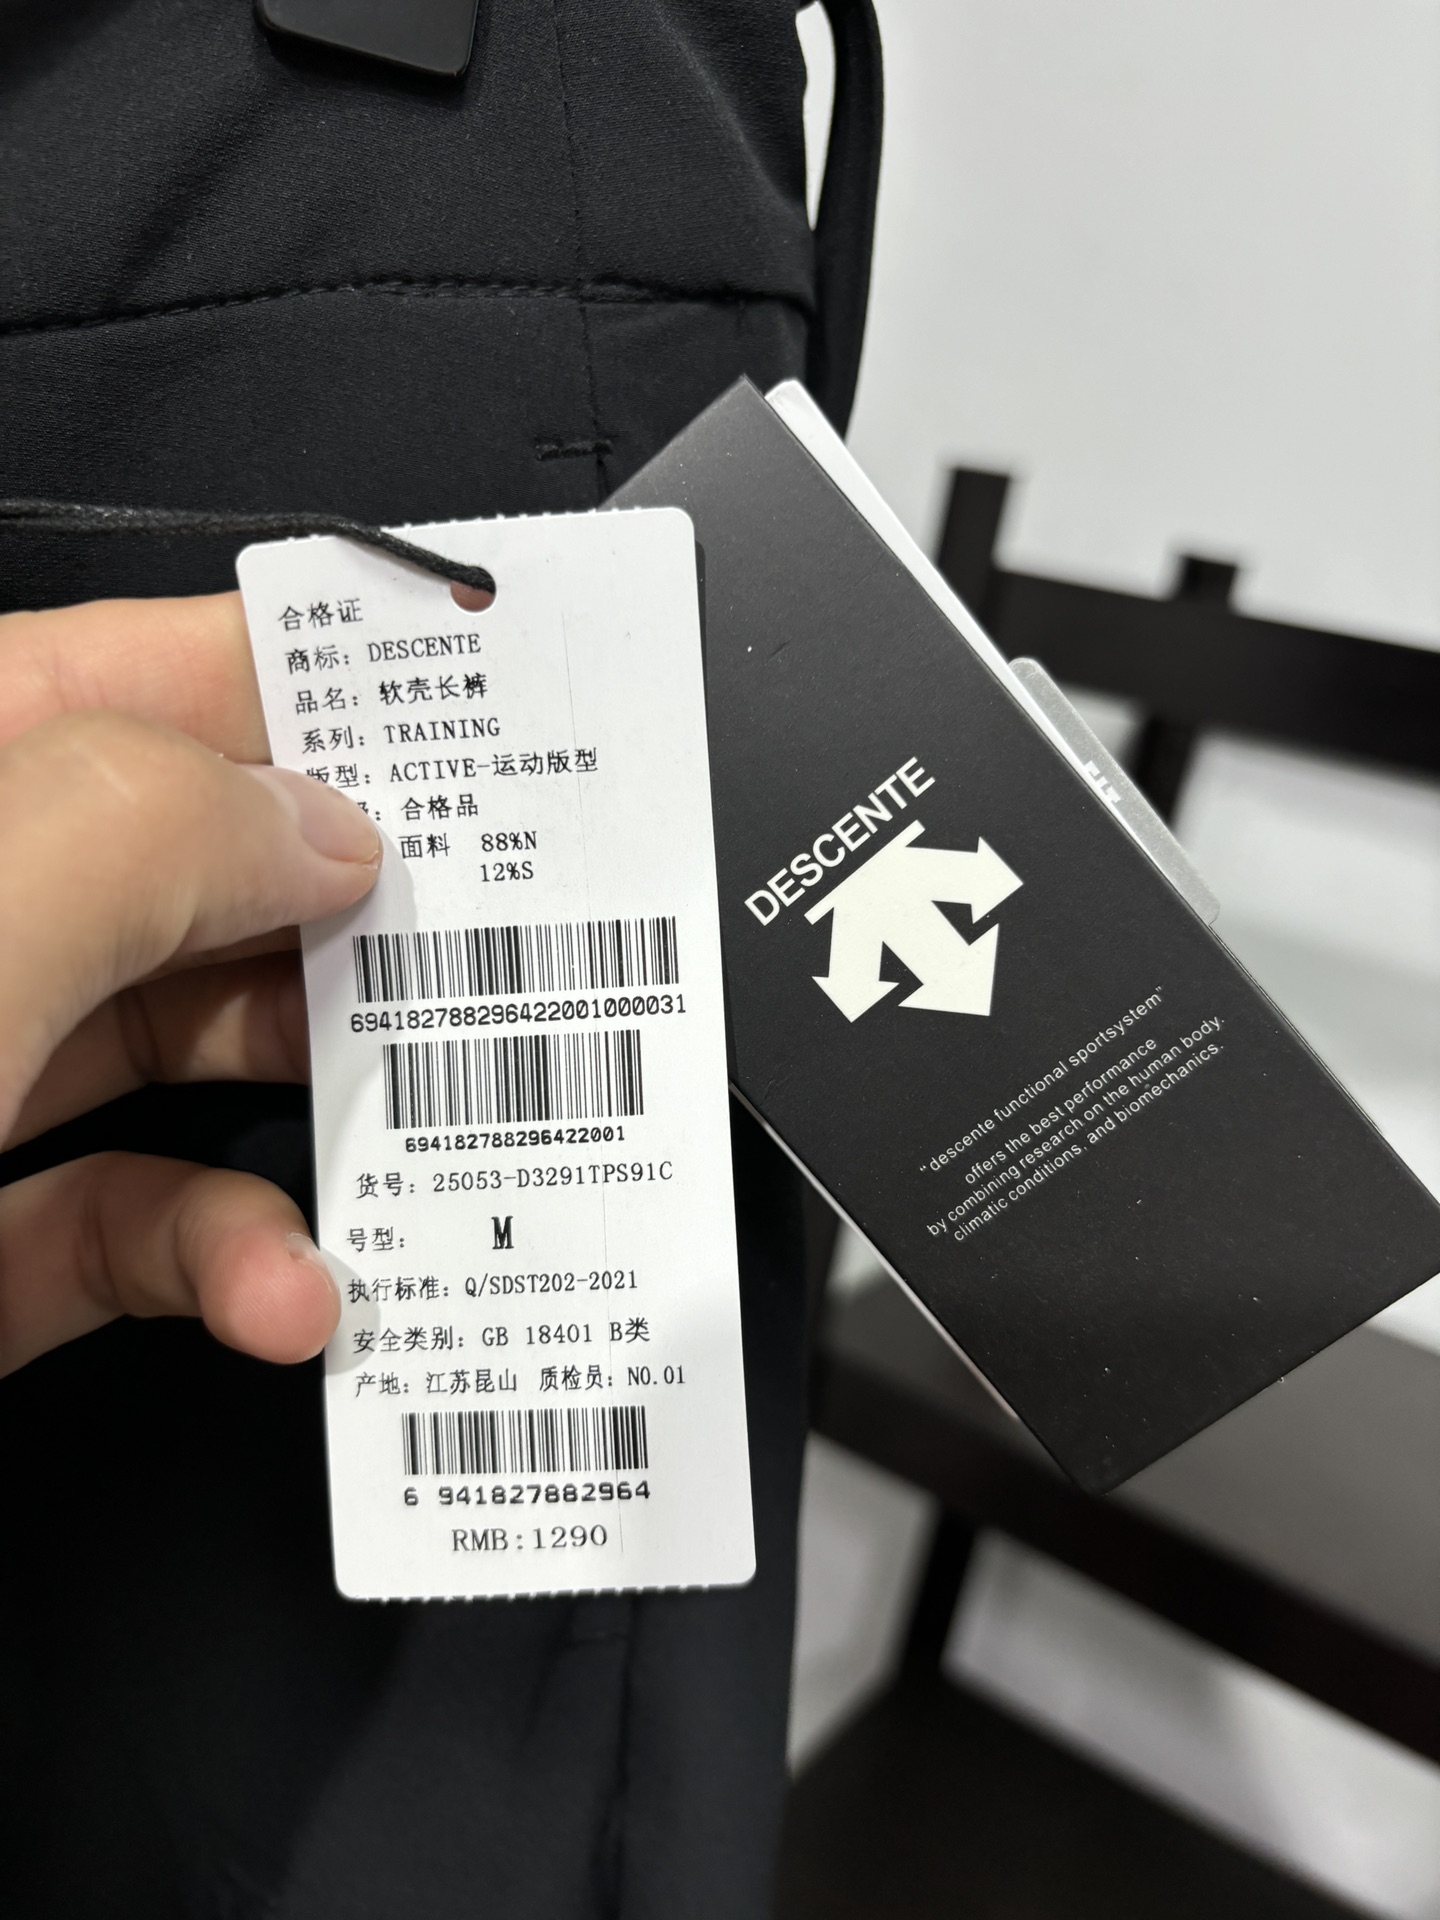 合格证
商标：DESCENTE
品名：软壳长裤
系列：TRAINING
版型：ACTIVE-运动版型
：合格品
面料 88%N
12%S
694182788296422001000031
694182788296422001
货号：25053-D3291TPS91C
号型： M
执行标准：Q/SDST202-2021
安全类别：GB 18401 B类
产地：江苏昆山 质检员：NO.01
6 941827882964
RMB:1290
DESCENTE
“descente functional sportsystem”
offers the best performance
by combining research on the human body.
climatic conditions, and biomechanics.